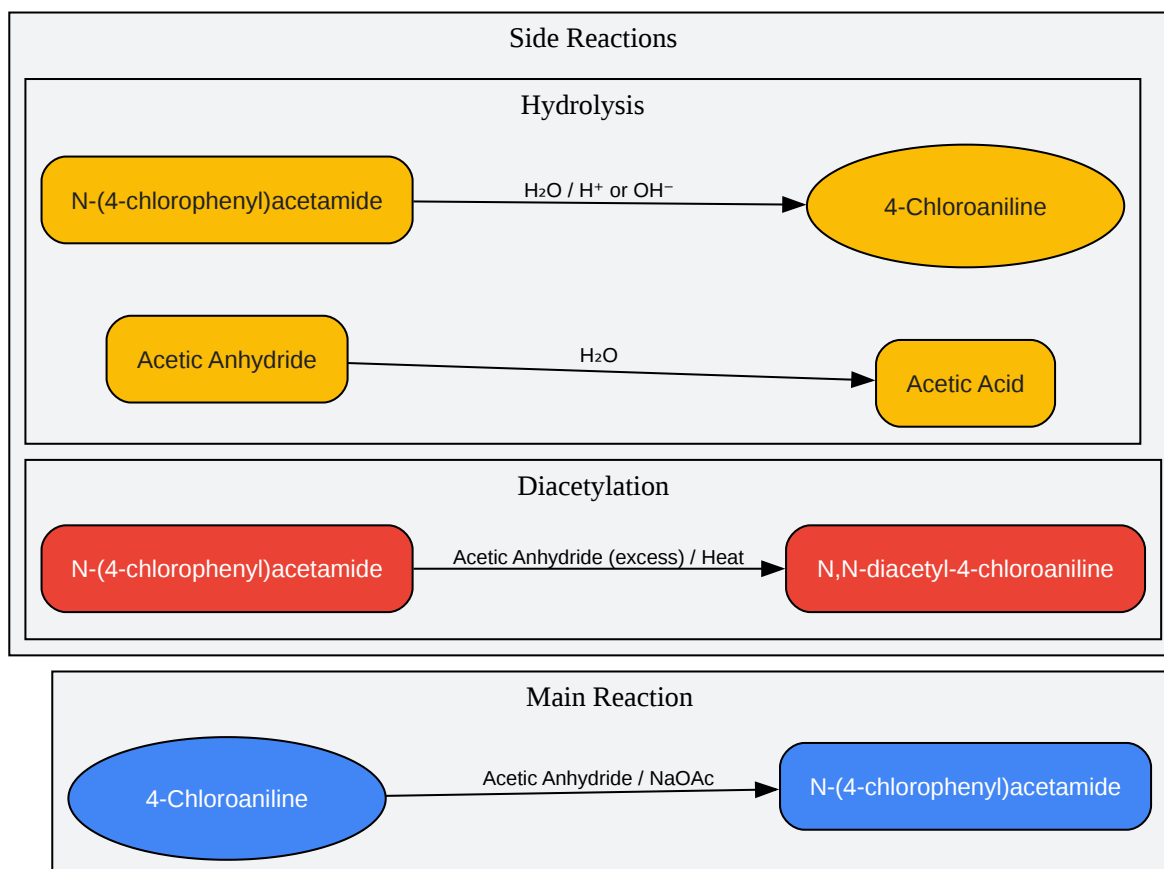 Side Reactions
Hydrolysis
N-(4-chlorophenyl)acetamide
H₂O / H⁺ or OH⁻
4-Chloroaniline
Acetic Anhydride
H₂O
Acetic Acid
Diacetylation
N-(4-chlorophenyl)acetamide
Acetic Anhydride (excess) / Heat
N,N-diacetyl-4-chloroaniline
Main Reaction
4-Chloroaniline
Acetic Anhydride / NaOAc
N-(4-chlorophenyl)acetamide